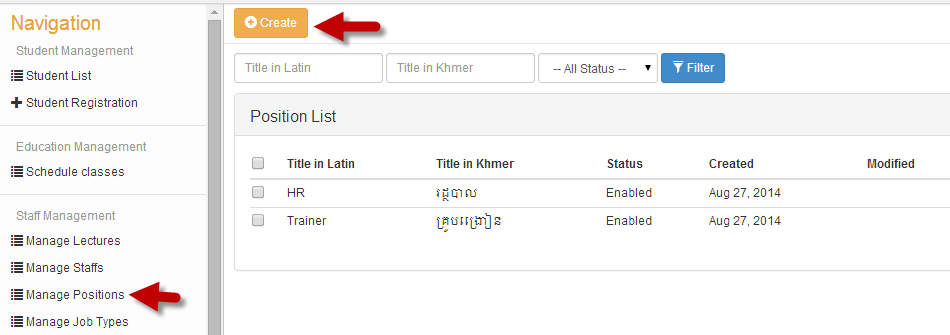 Navigation
Student Management
Student List
Student Registration
Education Management
Schedule classes
Staff Management
Manage Lectures
Manage Staffs
Manage Positions
Manage Job Types
Create
Title in Latin Title in Khmer -- All Status -- Filter
Position List
Title in Latin Title in Khmer Status Created Modified
HR រដ្ឋបាល Enabled Aug 27, 2014
Trainer គ្រូបង្រៀន Enabled Aug 27, 2014